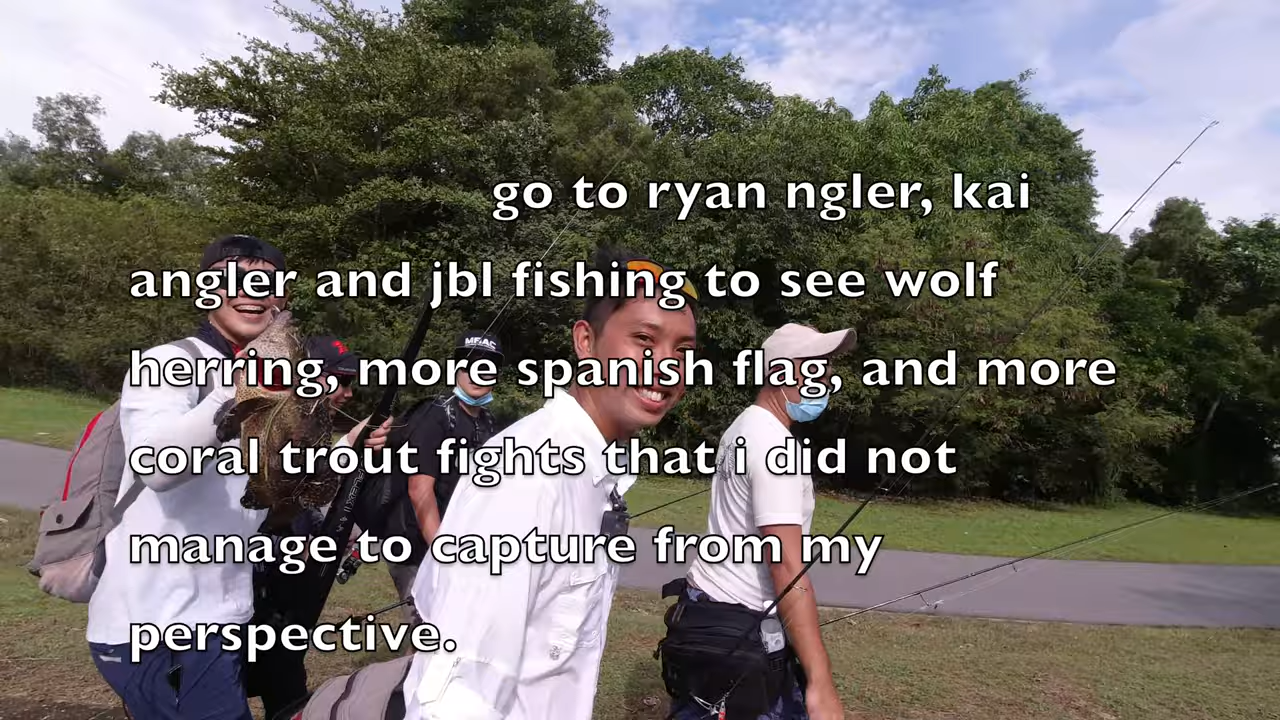 go to ryan ngler, kai
angler and jbl fishing to see wolf
herring, more spanish flag, and more
coral trout fights that i did not
manage to capture from my
perspective.